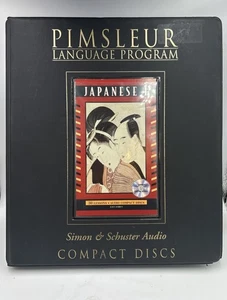 PIMSLEUR
LANGUAGE PROGRAM
JAPANESE
Simon & Schuster Audio
COMPACT DISCS